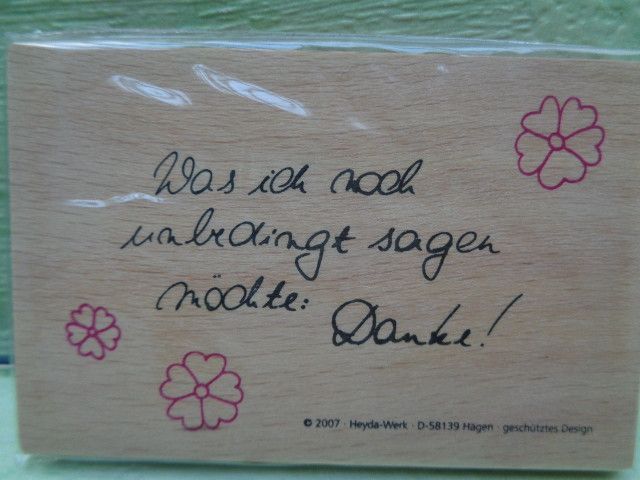 Was ich noch
unbedingt sagen
möchte: Danke!
© 2007 · Heyda-Werk · D-58139 Hagen · geschütztes Design